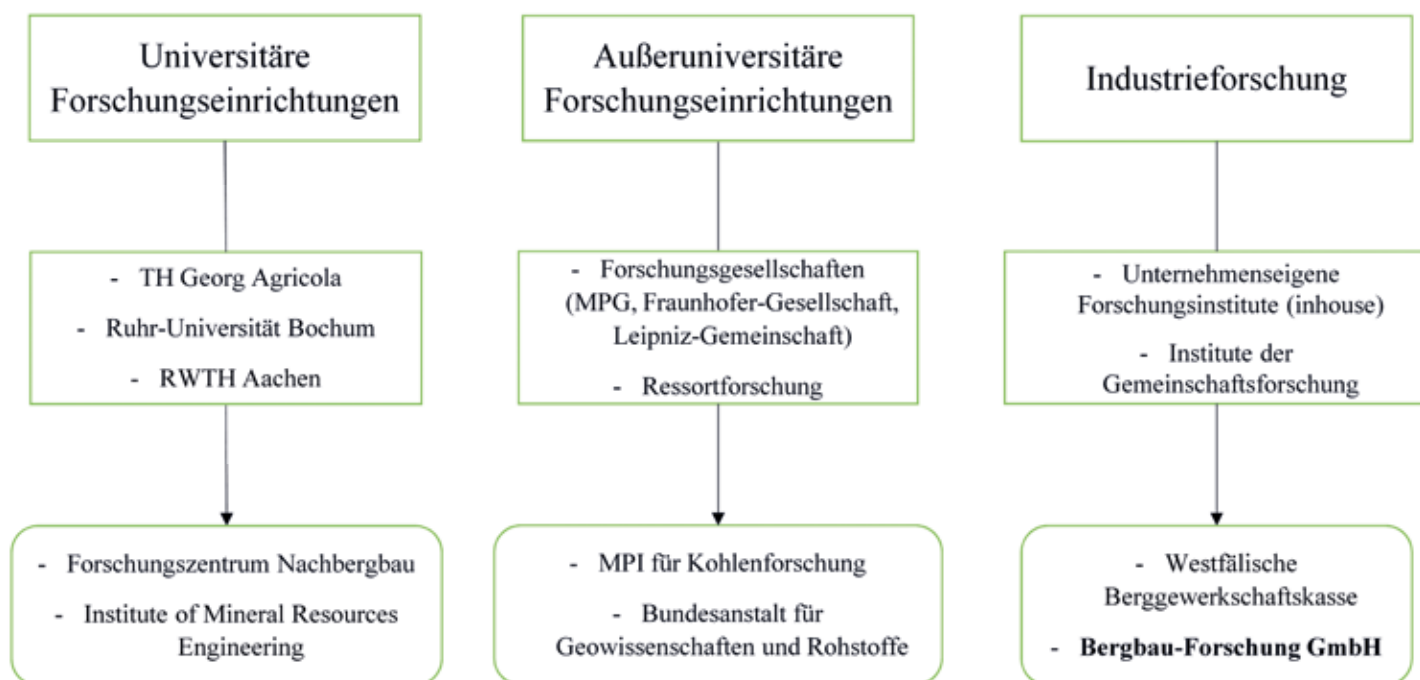 Universitäre
Forschungseinrichtungen
- TH Georg Agricola
- Ruhr-Universität Bochum
- RWTH Aachen
- Forschungszentrum Nachbergbau
- Institute of Mineral Resources
Engineering
Außeruniversitäre
Forschungseinrichtungen
- Forschungsgesellschaften
(MPG, Fraunhofer-Gesellschaft,
Leipniz-Gemeinschaft)
- Ressortforschung
- MPI für Kohlenforschung
- Bundesanstalt für
Geowissenschaften und Rohstoffe
Industrieforschung
- Unternehmenseigene
Forschungsinstitute (inhouse)
- Institute der
Gemeinschaftsforschung
- Westfälische
Berggewerkschaftskasse
- Bergbau-Forschung GmbH